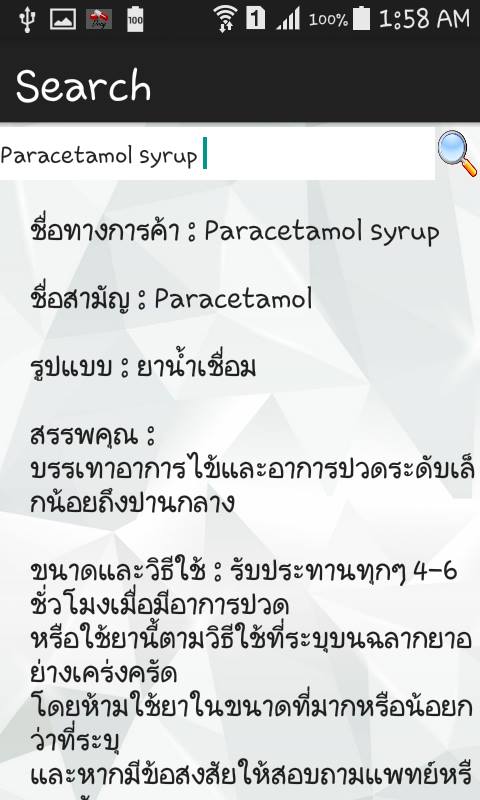 100
1
100%
1:58 AM
Search
Paracetamol syrup
ชื่อทางการค้า : Paracetamol syrup
ชื่อสามัญ : Paracetamol
รูปแบบ : ยาน้ำเชื่อม
สรรพคุณ :
บรรเทาอาการไข้และอาการปวดระดับเล็
กน้อยถึงปานกลาง
ขนาดและวิธีใช้ : รับประทานทุกๆ 4-6
ชั่วโมงเมื่อมีอาการปวด
หรือใช้ยานี้ตามวิธีใช้ที่ระบุบนฉลากยาอ
ย่างเคร่งครัด
โดยห้ามใช้ยาในขนาดที่มากหรือน้อยก
ว่าที่ระบุ
และหากมีข้อสงสัยให้สอบถามแพทย์หรื